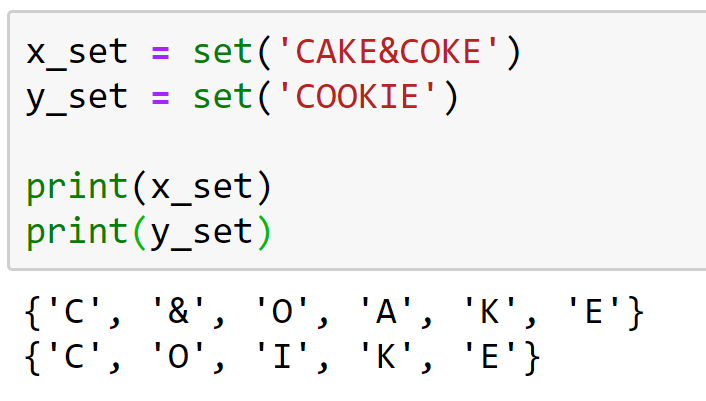 x_set = set('CAKE&COKE')
y_set = set('COOKIE')
print(x_set)
print(y_set)
{'C', '&', 'O', 'A', 'K', 'E'}
{'C', 'O', 'I', 'K', 'E'}